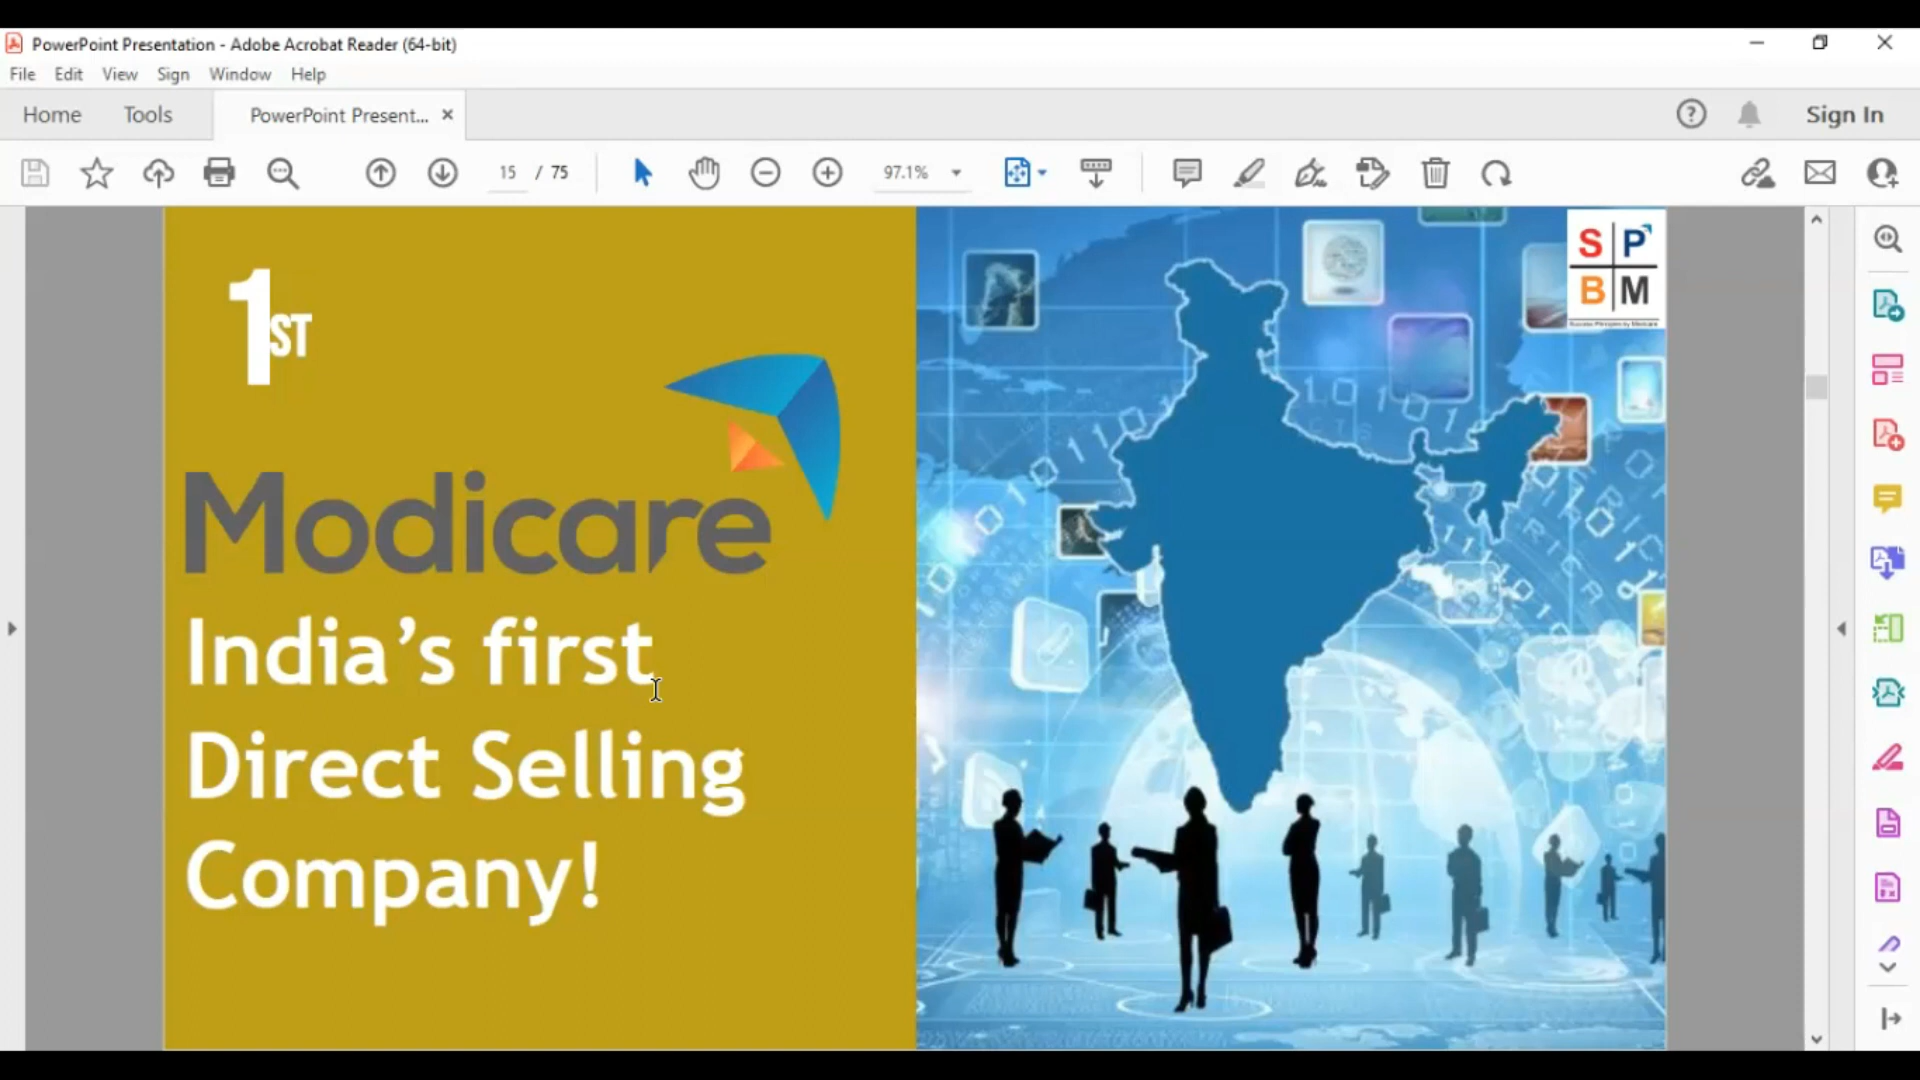 PowerPoint Presentation - Adobe Acrobat Reader (64-bit)
File Edit View Sign Window Help
Home Tools PowerPoint Present... × Sign In
15 / 75 97.1%
1ST
Modicare
India’s first
Direct Selling
Company!
S P
B M